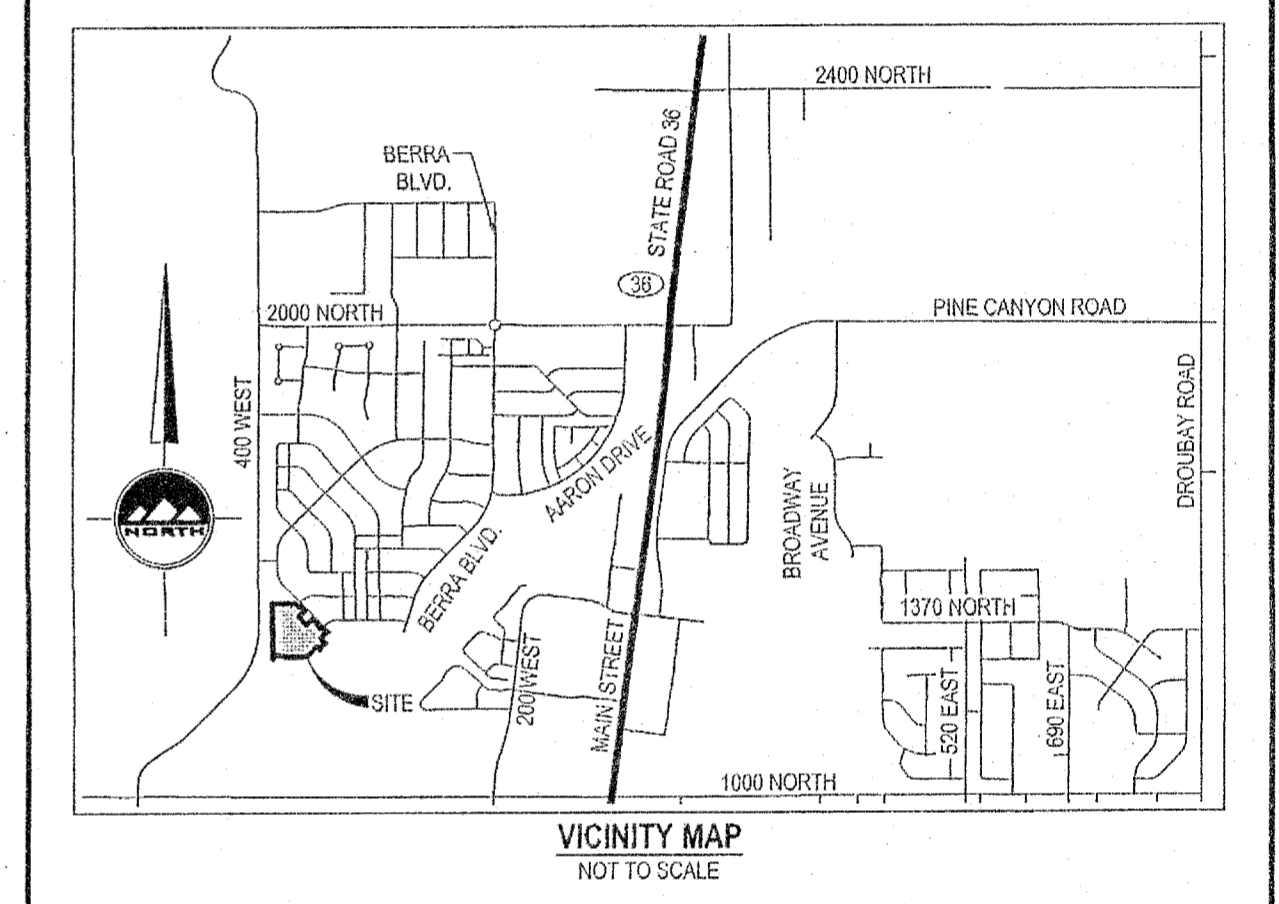 2400 NORTH
STATE ROAD 36
BERRA
BLVD.
36
2000 NORTH
PINE CANYON ROAD
400 WEST
DROUBAY ROAD
AARON DRIVE
BROADWAY
AVENUE
NORTH
BERRA BLVD.
1370 NORTH
200 WEST
MAIN STREET
520 EAST
690 EAST
SITE
1000 NORTH
VICINITY MAP
NOT TO SCALE